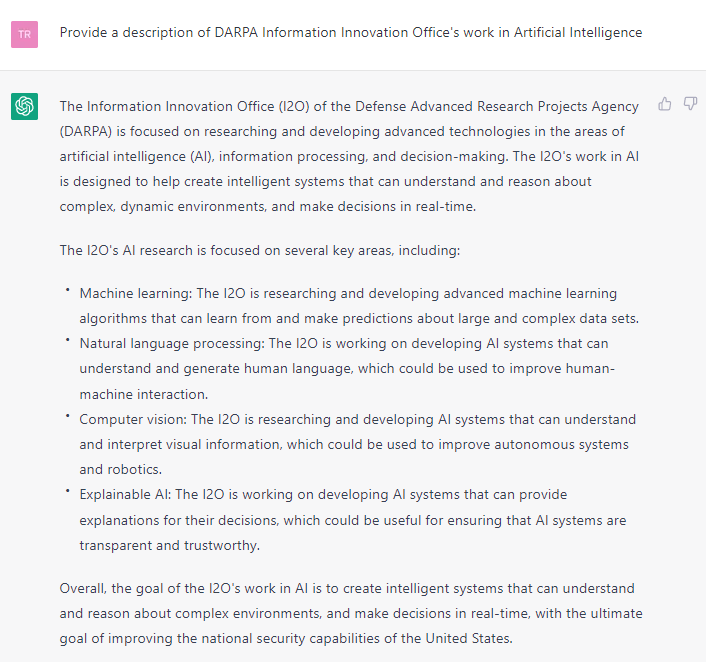 TR
Provide a description of DARPA Information Innovation Office's work in Artificial Intelligence
The Information Innovation Office (I2O) of the Defense Advanced Research Projects Agency
(DARPA) is focused on researching and developing advanced technologies in the areas of
artificial intelligence (AI), information processing, and decision-making. The I2O's work in AI
is designed to help create intelligent systems that can understand and reason about
complex, dynamic environments, and make decisions in real-time.
The I2O's AI research is focused on several key areas, including:
• Machine learning: The I2O is researching and developing advanced machine learning
algorithms that can learn from and make predictions about large and complex data sets.
• Natural language processing: The I2O is working on developing AI systems that can
understand and generate human language, which could be used to improve human-
machine interaction.
• Computer vision: The I2O is researching and developing AI systems that can understand
and interpret visual information, which could be used to improve autonomous systems
and robotics.
• Explainable AI: The I2O is working on developing AI systems that can provide
explanations for their decisions, which could be useful for ensuring that AI systems are
transparent and trustworthy.
Overall, the goal of the I2O's work in AI is to create intelligent systems that can understand
and reason about complex environments, and make decisions in real-time, with the ultimate
goal of improving the national security capabilities of the United States.